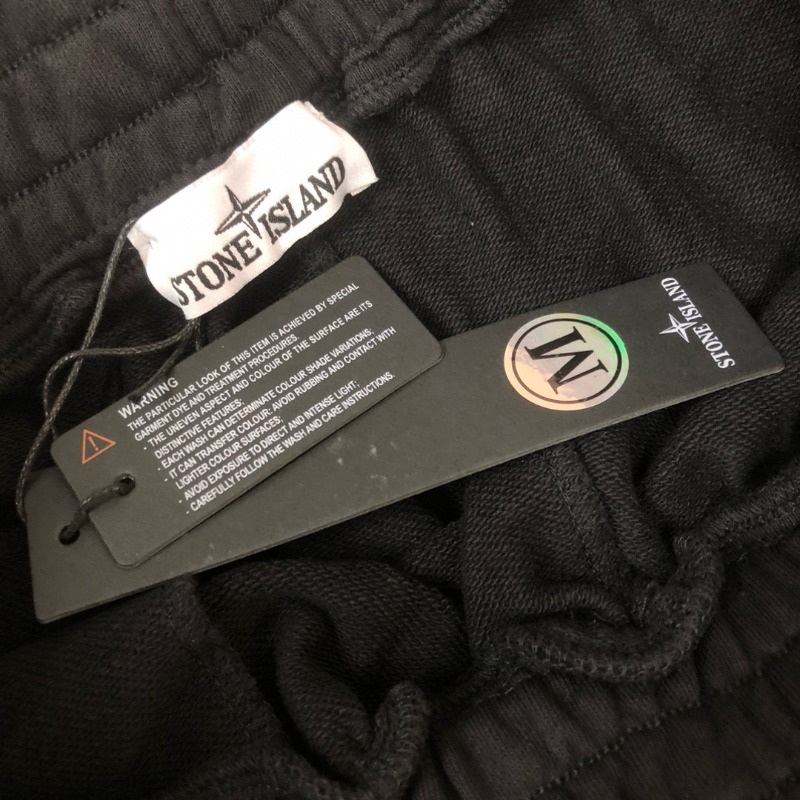 STONE ISLAND
WARNING
THE PARTICULAR LOOK OF THIS ITEM IS ACHIEVED BY SPECIAL
GARMENT DYE AND TREATMENT PROCEDURES
- THE UNEVEN ASPECT AND COLOUR OF THE SURFACE ARE ITS
DISTINCTIVE FEATURES:
- EACH WASH CAN DETERMINATE COLOUR SHADE VARIATIONS:
- IT CAN TRANSFER COLOUR: AVOID RUBBING AND CONTACT WITH
LIGHTER COLOUR SURFACES:
- AVOID EXPOSURE TO DIRECT AND INTENSE LIGHT;
- CAREFULLY FOLLOW THE WASH AND CARE INSTRUCTIONS.
M
STONE ISLAND